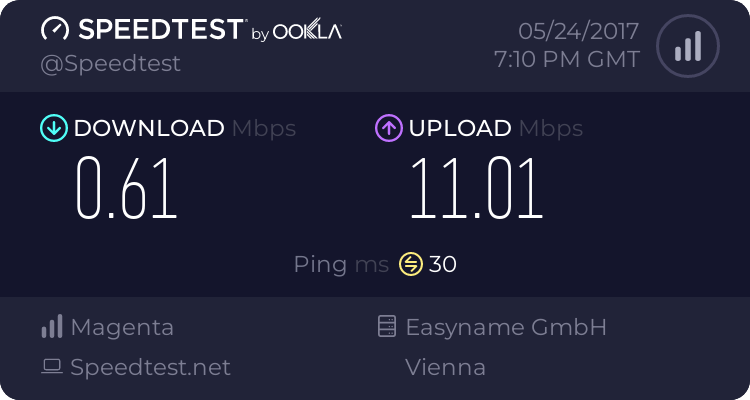 SPEEDTEST by OOKLA
@Speedtest
05/24/2017
7:10 PM GMT
DOWNLOAD Mbps
0.61
UPLOAD Mbps
11.01
Ping ms 30
Magenta
Speedtest.net
Easyname GmbH
Vienna